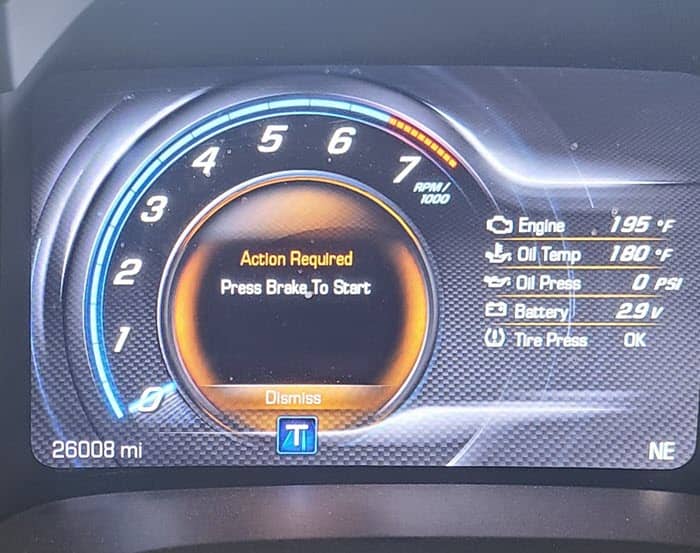 0
1
2
3
4
5
6
7
RPM/
1000
Action Required
Press Brake To Start
Dismiss
T
Engine 195 °F
Oil Temp 180 °F
Oil Press 0 PSI
Battery 2.9 V
Tire Press OK
26008 mi
NE